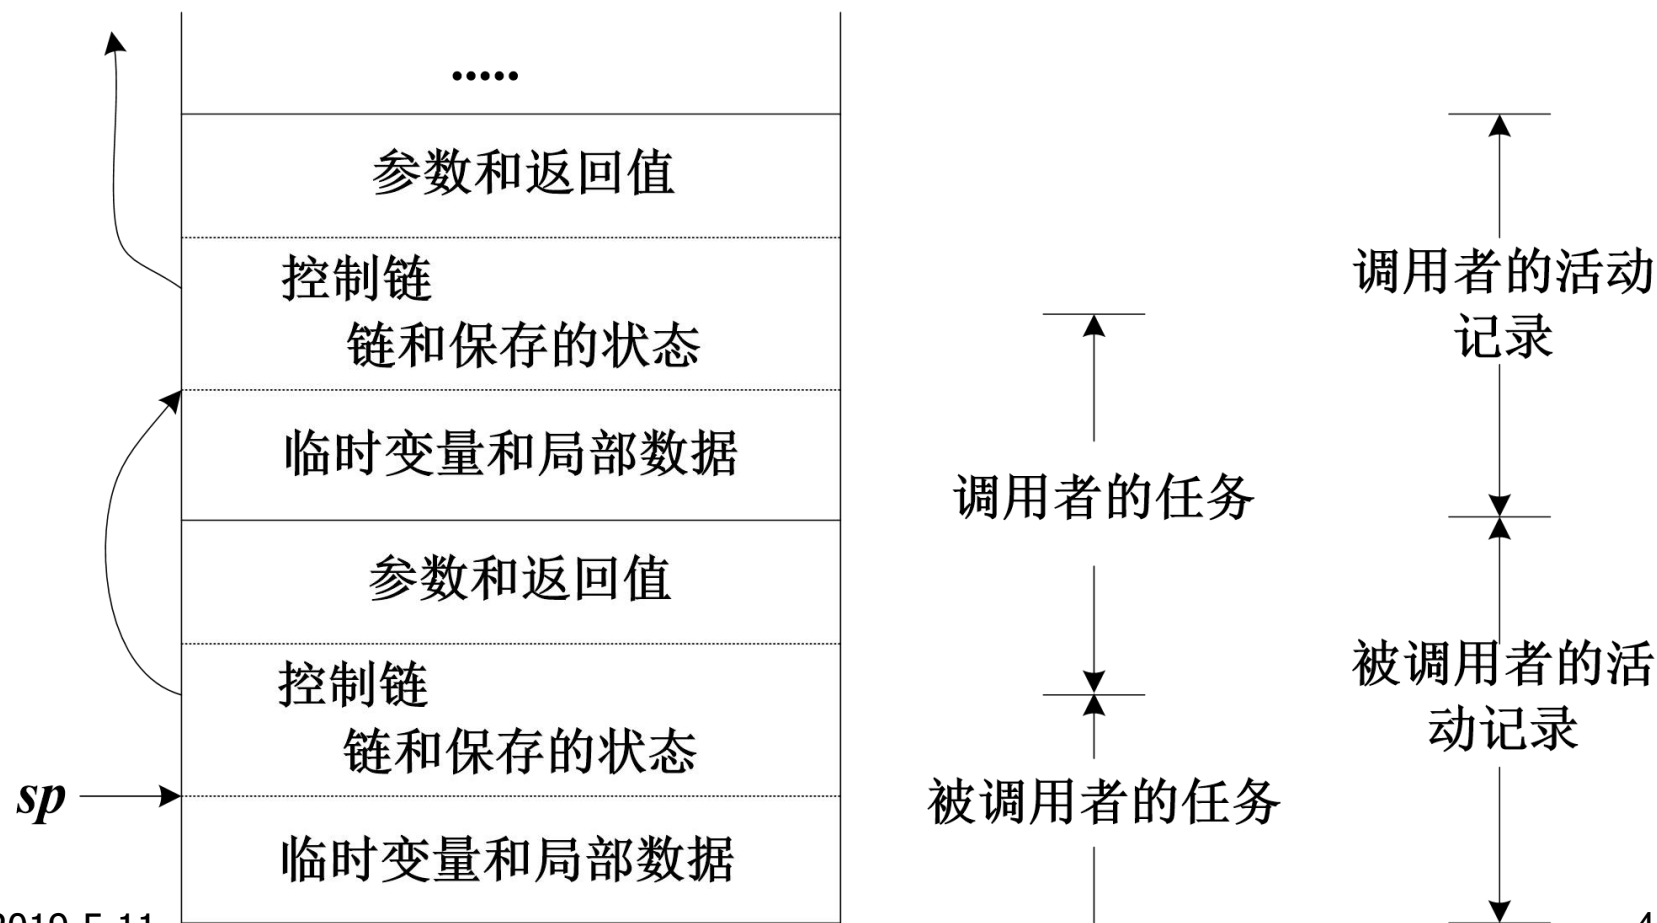 .....
参数和返回值
控制链
链和保存的状态
临时变量和局部数据
参数和返回值
控制链
链和保存的状态
sp
临时变量和局部数据
调用者的任务
被调用者的任务
调用者的活动
记录
被调用者的活
动记录